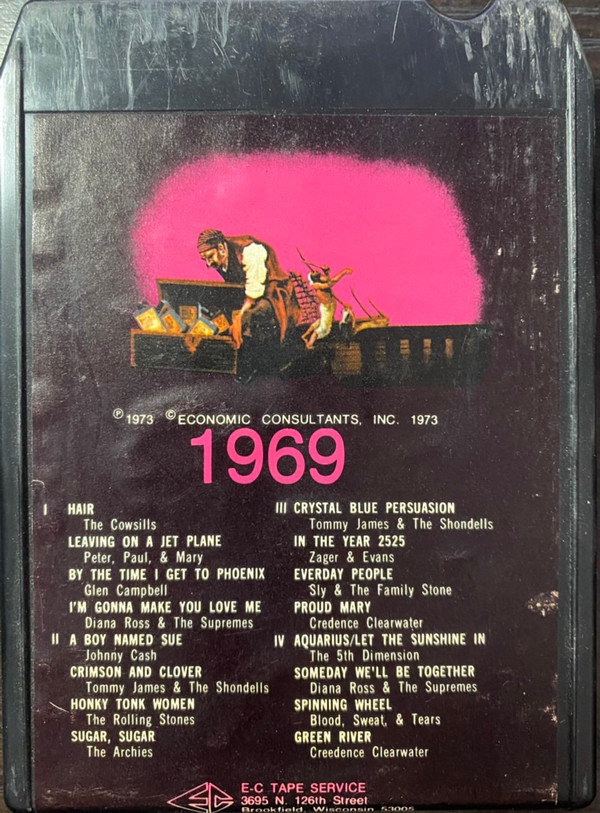 ℗ 1973 © ECONOMIC CONSULTANTS, INC. 1973
1969
I HAIR
The Cowsills
LEAVING ON A JET PLANE
Peter, Paul, & Mary
BY THE TIME I GET TO PHOENIX
Glen Campbell
I'M GONNA MAKE YOU LOVE ME
Diana Ross & The Supremes
II A BOY NAMED SUE
Johnny Cash
CRIMSON AND CLOVER
Tommy James & The Shondells
HONKY TONK WOMEN
The Rolling Stones
SUGAR, SUGAR
The Archies
III CRYSTAL BLUE PERSUASION
Tommy James & The Shondells
IN THE YEAR 2525
Zager & Evans
EVERDAY PEOPLE
Sly & The Family Stone
PROUD MARY
Credence Clearwater
IV AQUARIUS/LET THE SUNSHINE IN
The 5th Dimension
SOMEDAY WE'LL BE TOGETHER
Diana Ross & The Supremes
SPINNING WHEEL
Blood, Sweat, & Tears
GREEN RIVER
Creedence Clearwater
E-C TAPE SERVICE
3695 N. 126th Street
Brookfield, Wisconsin 53005